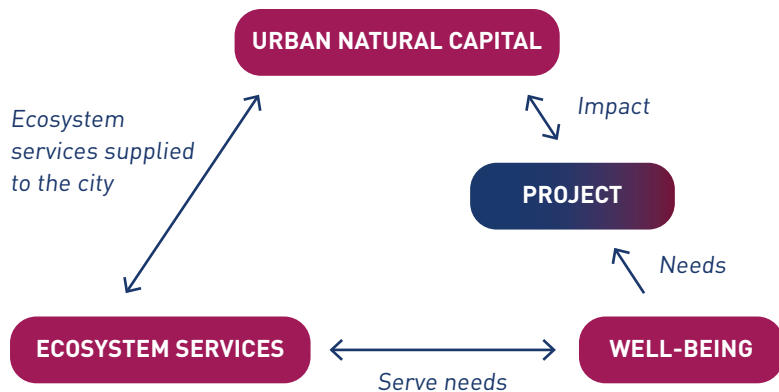 URBAN NATURAL CAPITAL
Ecosystem
services supplied
to the city
Impact
PROJECT
Needs
ECOSYSTEM SERVICES
Serve needs
WELL-BEING